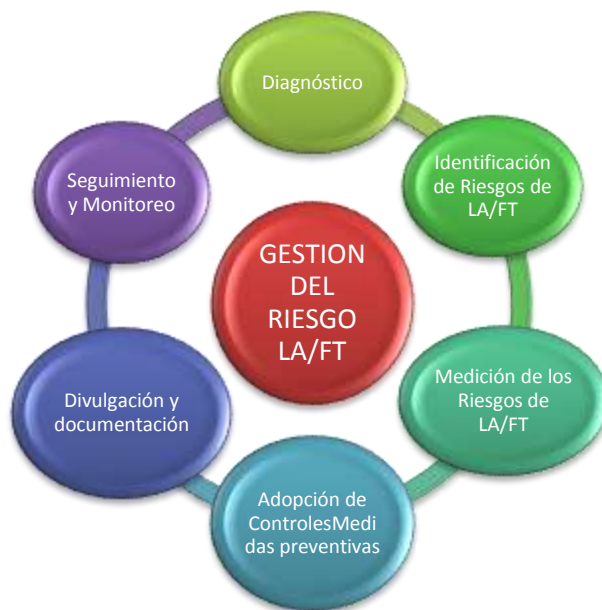 Diagnóstico
Identificación
de Riesgos de
LA/FT
Medición de los
Riesgos de
LA/FT
Adopción de
ControlesMedi
das preventivas
Divulgación y
documentación
Seguimiento
y Monitoreo
GESTION
DEL
RIESGO
LA/FT